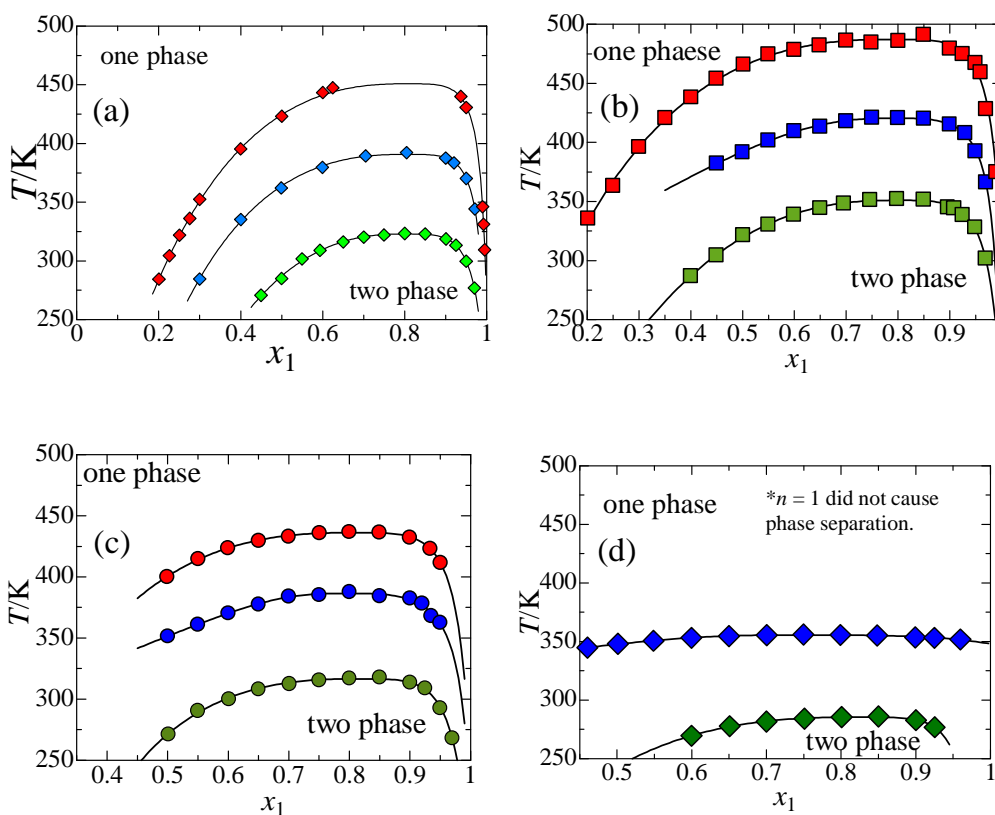 500
450
400
350
300
250
T/K
one phase
(a)
two phase
0
0.2
0.4
0.6
0.8
1
x1
500
450
400
350
300
250
T/K
one phaese
(b)
two phase
0.2
0.3
0.4
0.5
0.6
0.7
0.8
0.9
x1
500
450
400
350
300
250
T/K
one phase
(c)
two phase
0.4
0.5
0.6
0.7
0.8
0.9
1
x1
500
450
400
350
300
250
T/K
one phase
*n = 1 did not cause
phase separation.
(d)
two phase
0.5
0.6
0.7
0.8
0.9
1
x1